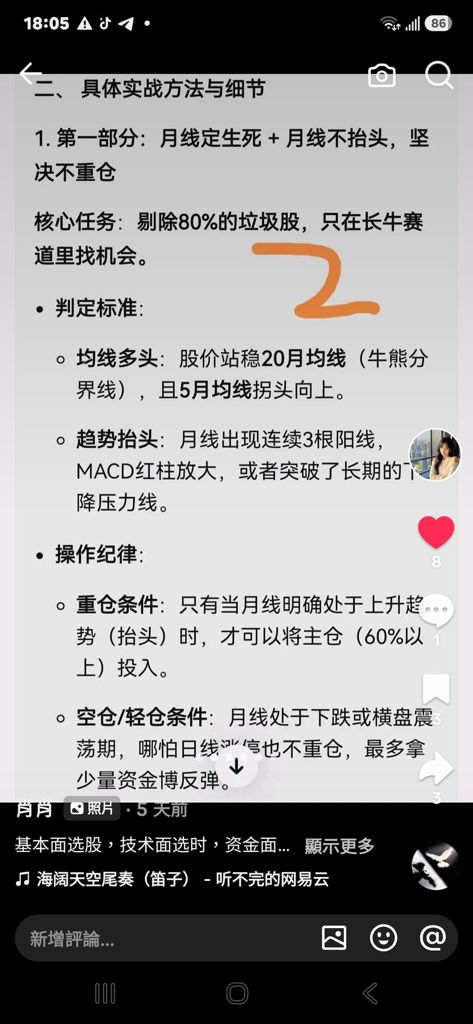 18:05
86
二、 具体实战方法与细节
1. 第一部分：月线定生死 + 月线不抬头，坚
决不重仓
核心任务：剔除80%的垃圾股，只在长牛赛
道里找机会。
2
• 判定标准：
均线多头：股价站稳20月均线（牛熊分
界线），且5月均线拐头向上。
趋势抬头：月线出现连续3根阳线，
MACD红柱放大，或者突破了长期的下
降压力线。
8
• 操作纪律：
重仓条件：只有当月线明确处于上升趋
1
势（抬头）时，才可以将主仓（60%以
上）投入。
3
空仓/轻仓条件：月线处于下跌或横盘震
荡期，哪怕日线涨停也不重仓，最多拿
少量资金博反弹。
3
肖肖 照片 · 5 天前
基本面选股，技术面选时，资金面... 顯示更多
海阔天空尾奏（笛子） - 听不完的网易云
新增評論...